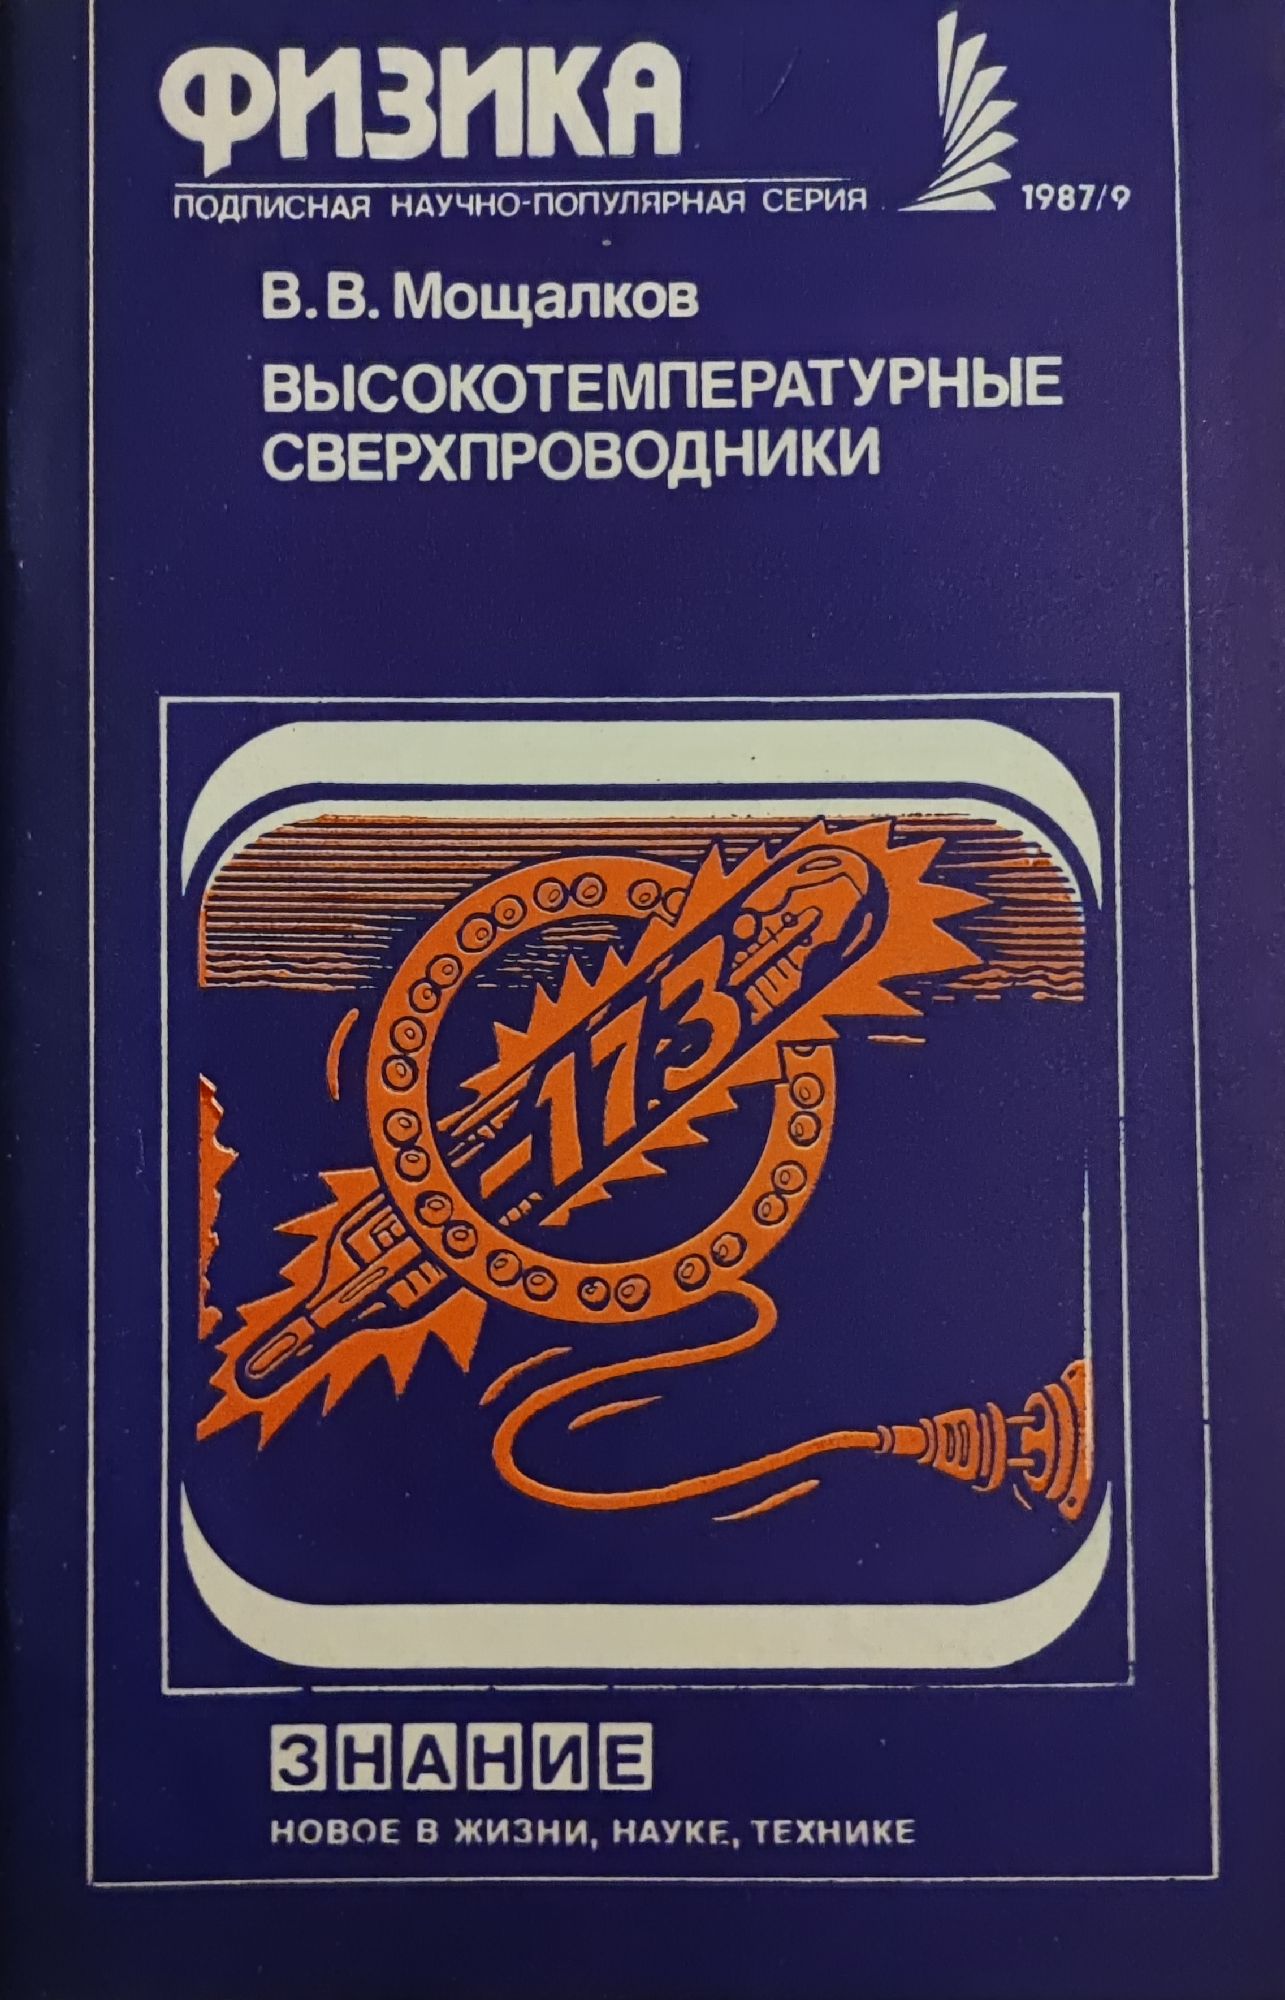 ФИЗИКА
ПОДПИСНАЯ НАУЧНО-ПОПУЛЯРНАЯ СЕРИЯ
1987/9
В. В. Мощалков
ВЫСОКОТЕМПЕРАТУРНЫЕ
СВЕРХПРОВОДНИКИ
-173
ЗНАНИЕ
НОВОЕ В ЖИЗНИ, НАУКЕ, ТЕХНИКЕ